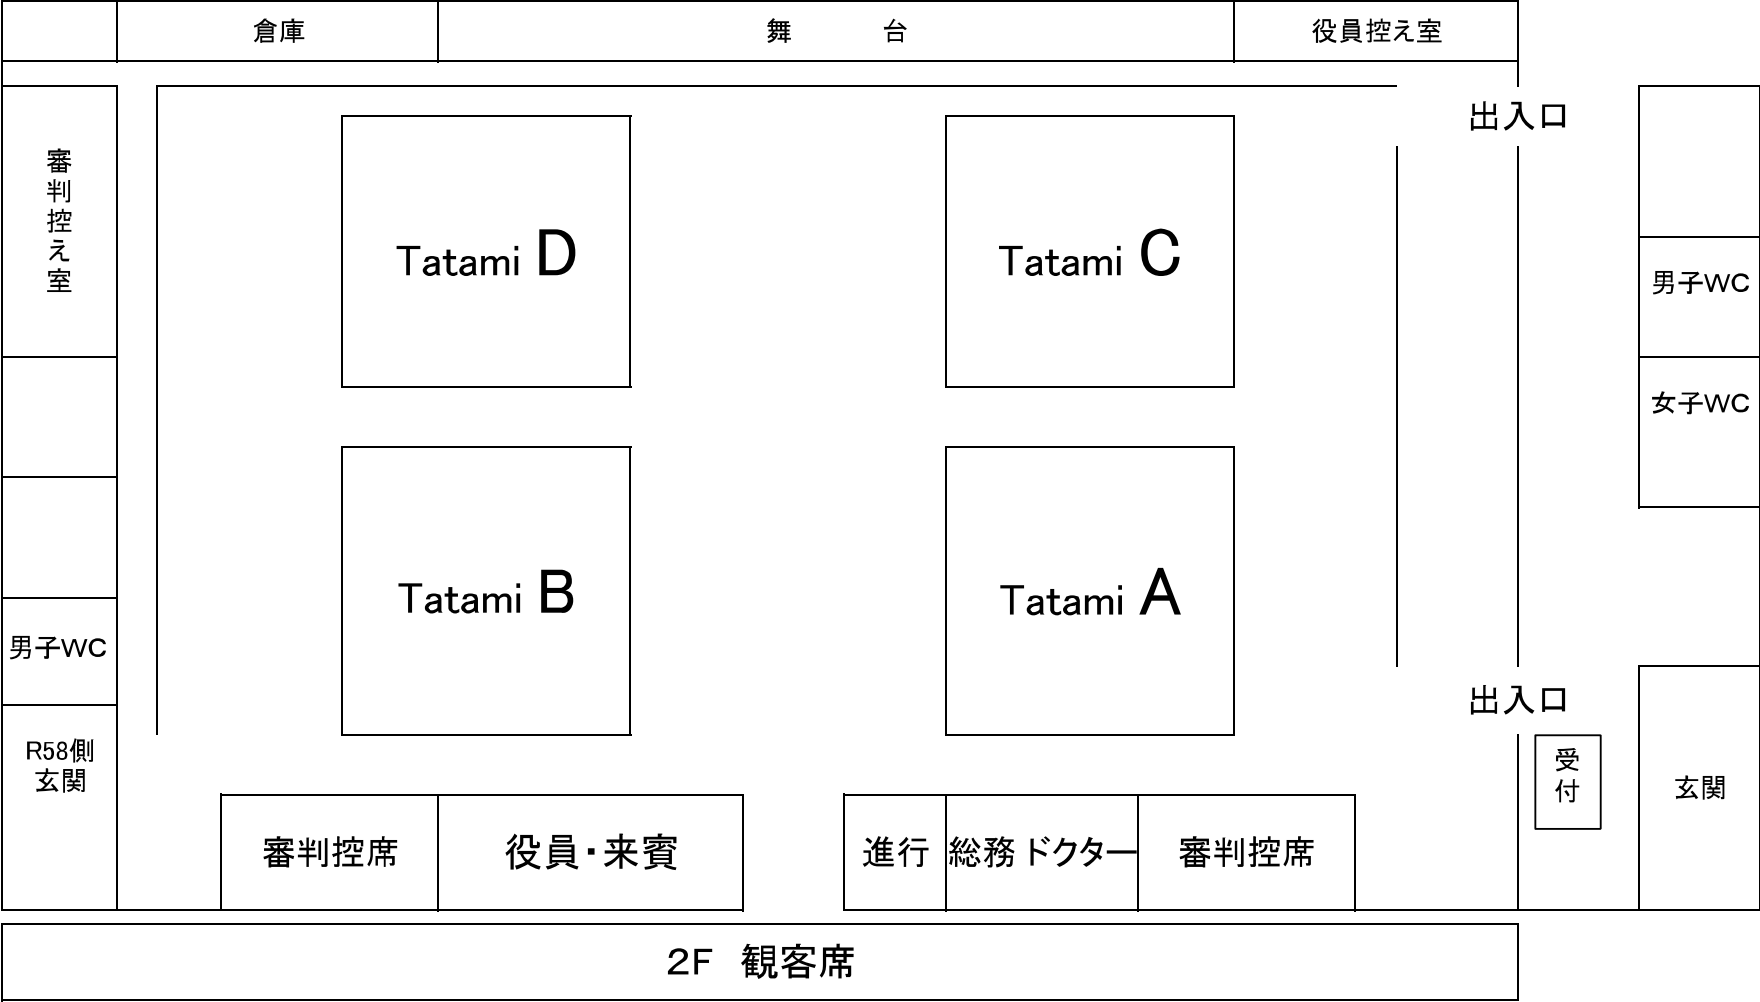 倉庫
舞　台
役員控え室
出入口
審判控え室
Tatami D
Tatami C
男子WC
女子WC
Tatami B
Tatami A
男子WC
出入口
R58側
玄関
受付
玄関
審判控席
役員・来賓
進行
総務 ドクター
審判控席
2F　観客席